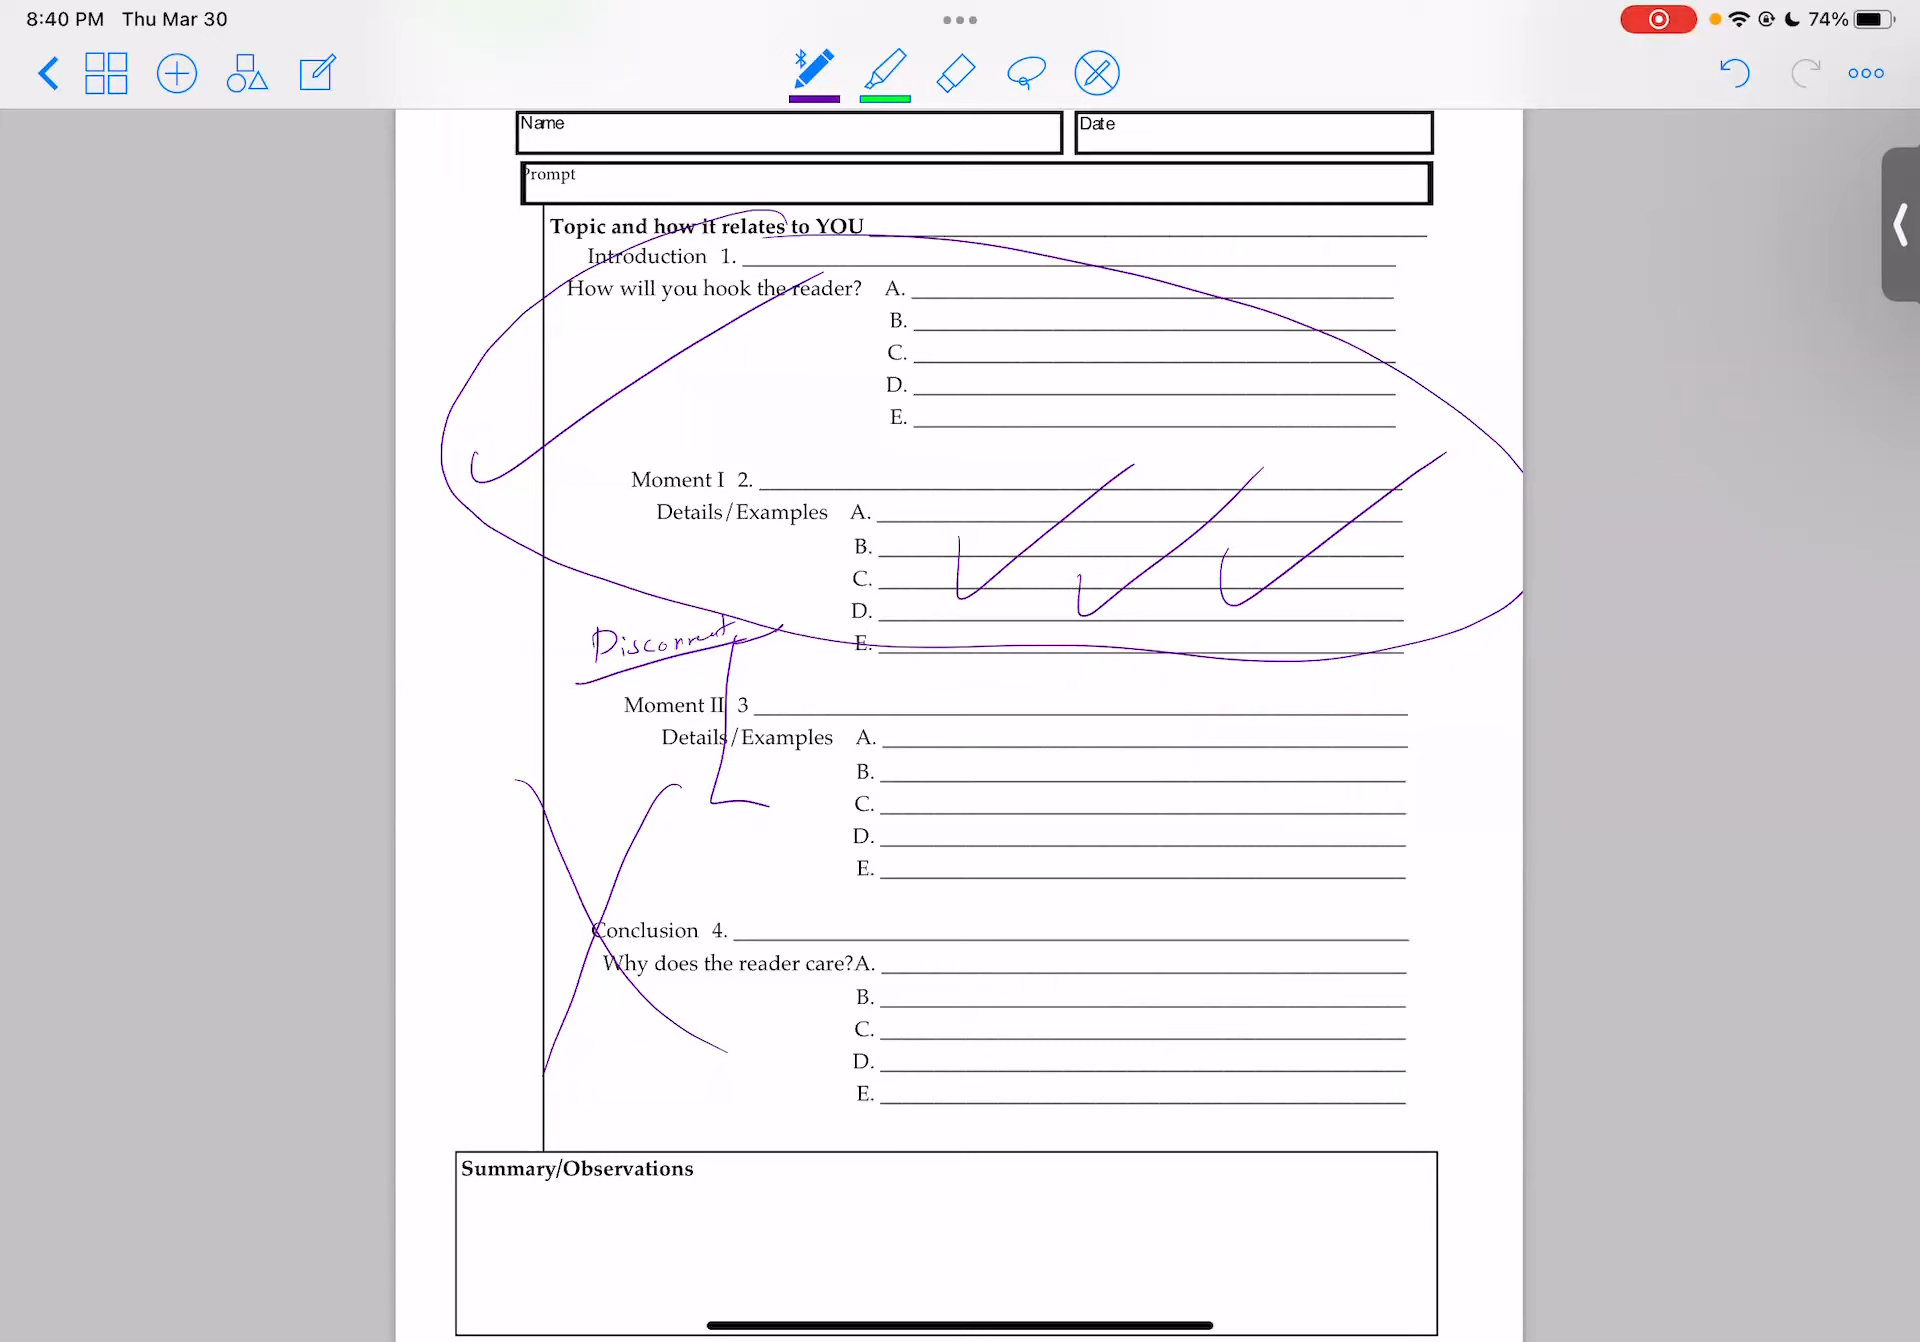 8:40 PM Thu Mar 30
74%
Name
Date
Prompt
Topic and how it relates to YOU
Introduction 1.
How will you hook the reader? A.
B.
C.
D.
E.
Moment I 2.
Details/Examples A.
B.
C.
D.
E.
Disconnect
Moment II 3
Details/Examples A.
B.
C.
D.
E.
Conclusion 4.
Why does the reader care?A.
B.
C.
D.
E.
Summary/Observations